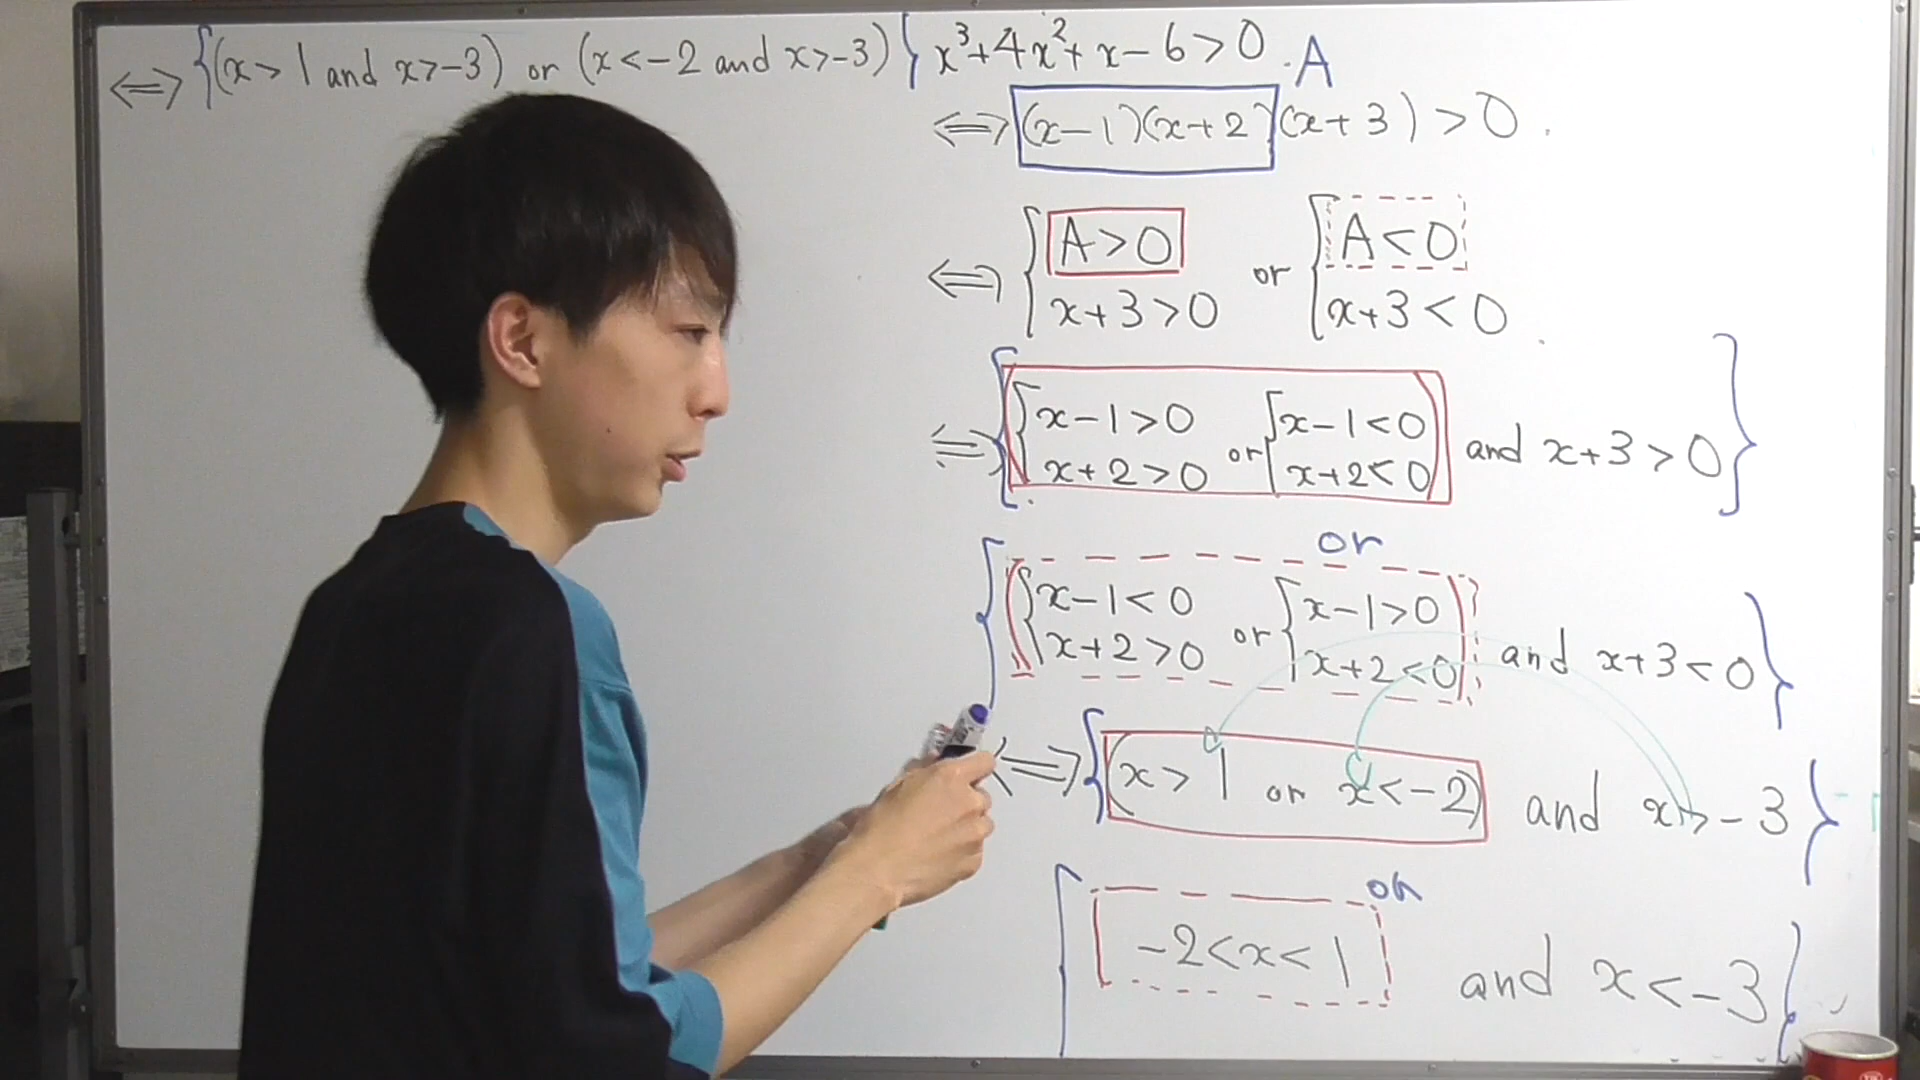 x³+4x²+x-6>0. A
⟺ (x-1)(x+2)(x+3)>0.
⟺ { A>0 or { A<0
x+3>0 x+3<0
⟺ {({x-1>0 or {x-1<0) and x+3>0}
x+2>0 x+2<0
or
{({x-1<0 or {x-1>0) and x+3<0}
x+2>0 x+2<0
⟺ {(x>1 or x<-2) and x>-3}
or
{ -2<x<1 and x<-3}
⟺ {(x>1 and x>-3) or (x<-2 and x>-3)}